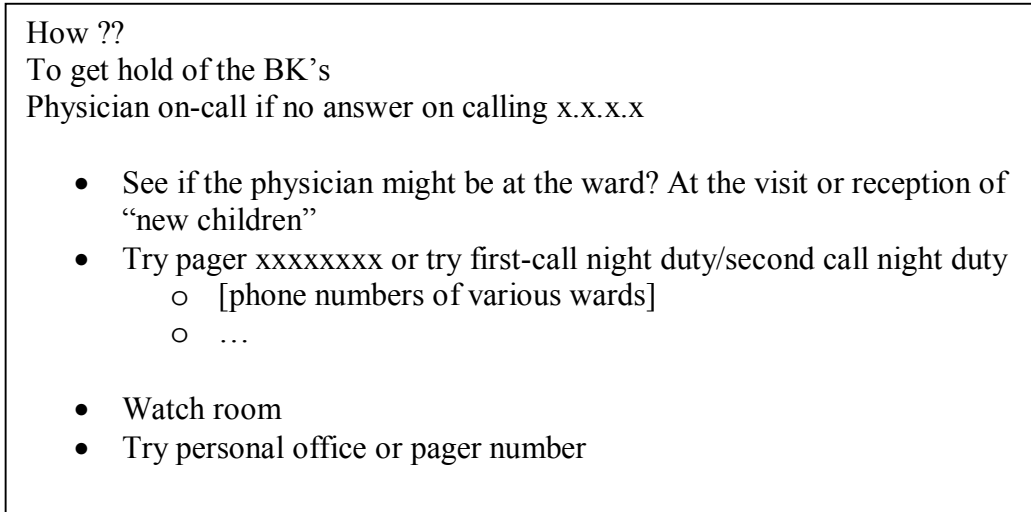 How ??
To get hold of the BK’s
Physician on-call if no answer on calling x.x.x.x
• See if the physician might be at the ward? At the visit or reception of
“new children”
• Try pager xxxxxxxx or try first-call night duty/second call night duty
o [phone numbers of various wards]
o …
• Watch room
• Try personal office or pager number